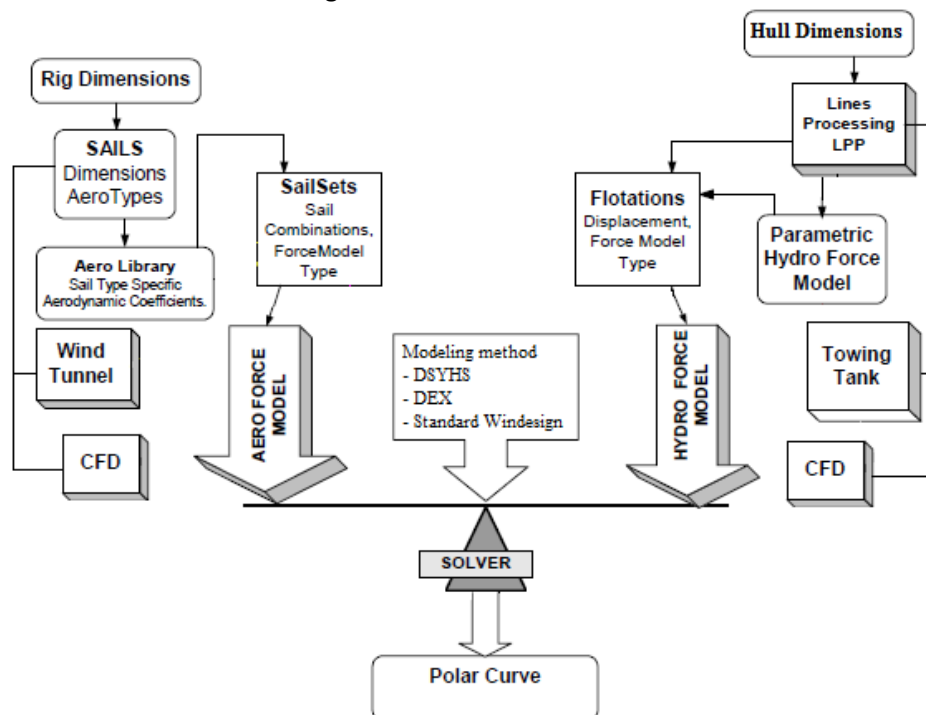 Hull Dimensions
Rig Dimensions
Lines
Processing
LPP
SAILS
Dimensions
AeroTypes
SailSets
Sail
Combinations,
ForceModel
Type
Flotations
Displacement,
Force Model
Type
Parametric
Hydro Force
Model
Aero Library
Sail Type Specific
Aerodynamic Coefficients.
Wind
Tunnel
AERO FORCE
MODEL
Modeling method
- DSYHS
- DEX
- Standard Windesign
HYDRO FORCE
MODEL
Towing
Tank
CFD
CFD
SOLVER
Polar Curve